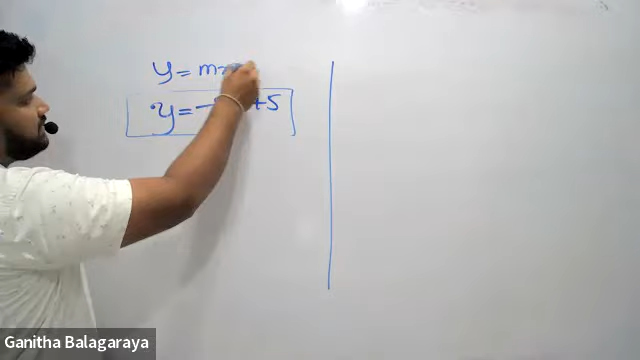 y = m
y = − +5
Ganitha Balagaraya